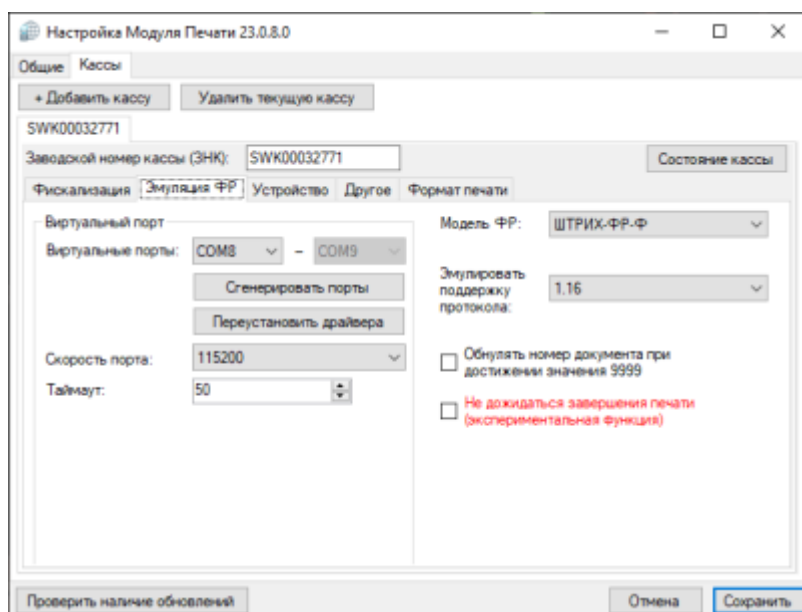 Настройка Модуля Печати 23.0.8.0
Общие Кассы
+ Добавить кассу Удалить текущую кассу
SWK00032771
Заводской номер кассы (ЗНК): SWK00032771 Состояние кассы
Фискализация Эмуляция ФР Устройство Другое Формат печати
Виртуальный порт
Виртуальные порты: COM8 – COM9
Сгенерировать порты
Переустановить драйвера
Скорость порта: 115200
Таймаут: 50
Модель ФР: ШТРИХ-ФР-Ф
Эмулировать
поддержку
протокола: 1.16
Обнулять номер документа при
достижении значения 9999
Не дожидаться завершения печати
(экспериментальная функция)
Проверить наличие обновлений Отмена Сохранить